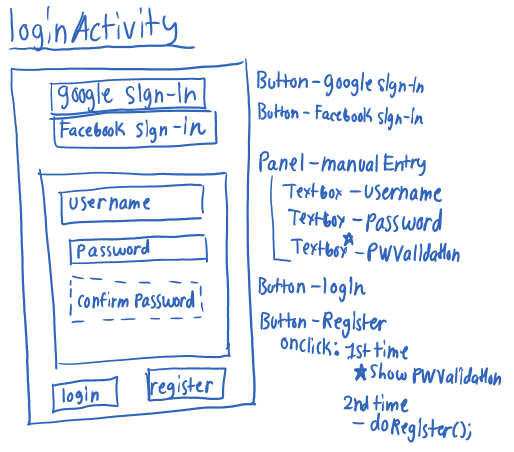 loginActivity
google sign-in
Facebook sign-in
username
Password
confirm Password
login
register
Button - google sign-in
Button - Facebook sign-in
Panel - manual Entry
Textbox - username
Textbox - password
Textbox★ - PWValidation
Button - login
Button - Register
onclick: 1st time
★ Show PWValidation
2nd time
- doRegister();